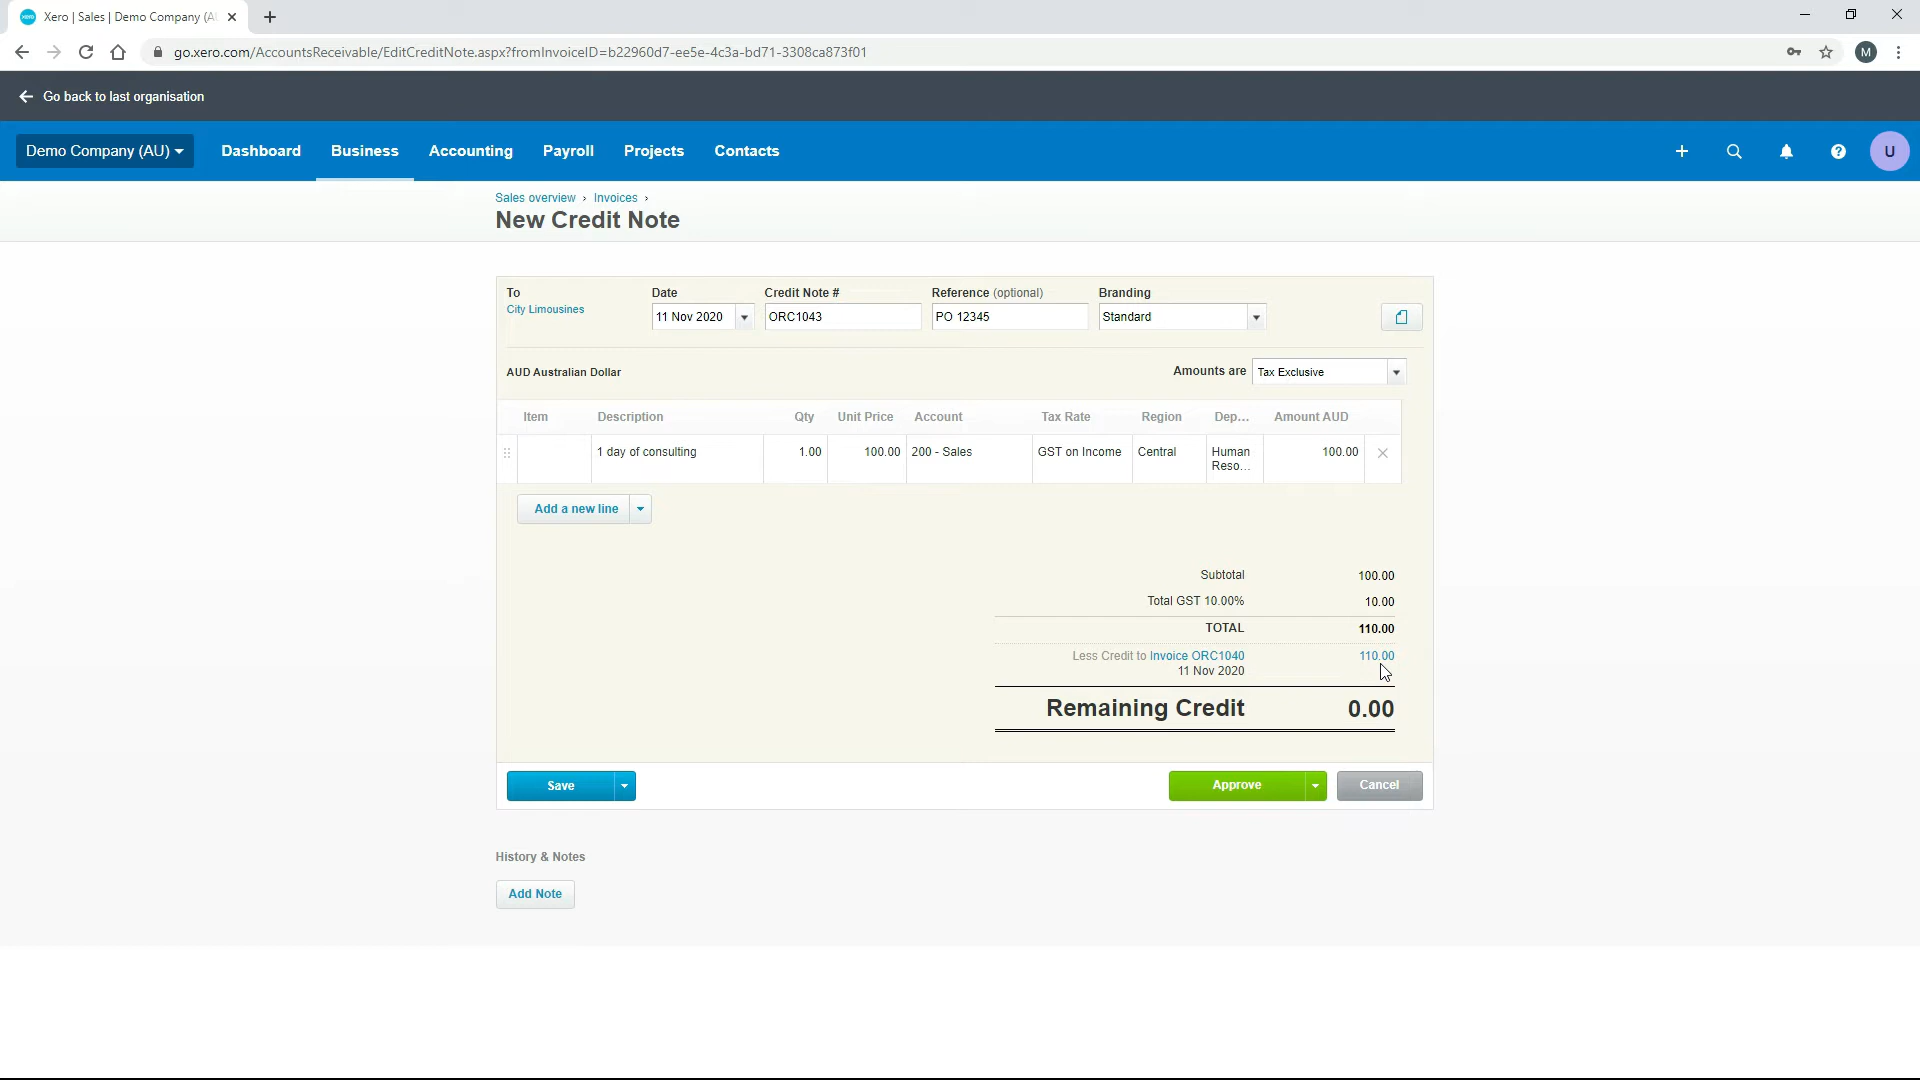 Xero | Sales | Demo Company (A
go.xero.com/AccountsReceivable/EditCreditNote.aspx?fromInvoiceID=b22960d7-ee5e-4c3a-bd71-3308ca873f01
M
Go back to last organisation
Demo Company (AU) Dashboard Business Accounting Payroll Projects Contacts
U
Sales overview › Invoices ›
New Credit Note
To Date Credit Note # Reference (optional) Branding
City Limousines 11 Nov 2020 ORC1043 PO 12345 Standard
AUD Australian Dollar Amounts are Tax Exclusive
Item Description Qty Unit Price Account Tax Rate Region Dep... Amount AUD
1 day of consulting 1.00 100.00 200 - Sales GST on Income Central Human 100.00
Reso...
Add a new line
Subtotal 100.00
Total GST 10.00% 10.00
TOTAL 110.00
Less Credit to Invoice ORC1040 110.00
11 Nov 2020
Remaining Credit 0.00
Save Approve Cancel
History & Notes
Add Note